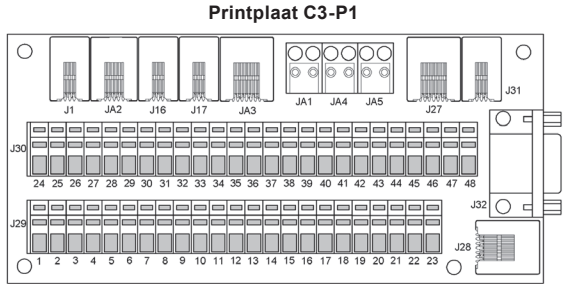 Printplaat C3-P1
J1 JA2 J16 J17 JA3 JA1 JA4 JA5 J27 J31
J30
24 25 26 27 28 29 30 31 32 33 34 35 36 37 38 39 40 41 42 43 44 45 46 47 48
J32
J29
J28
1 2 3 4 5 6 7 8 9 10 11 12 13 14 15 16 17 18 19 20 21 22 23